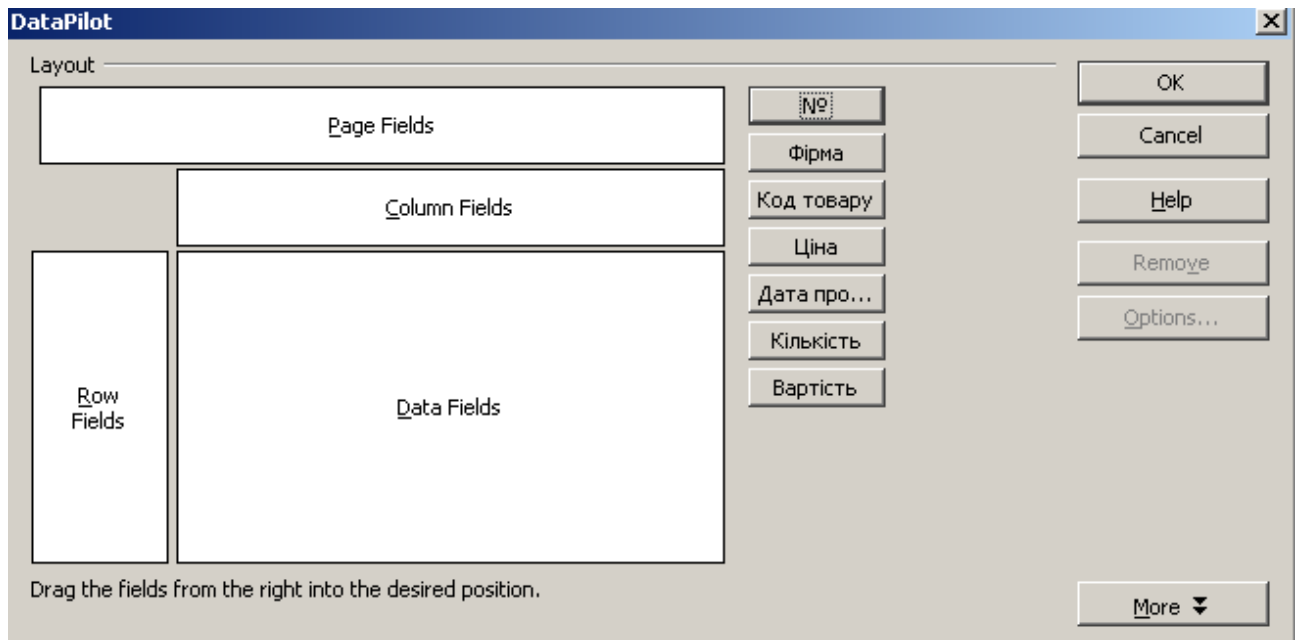 DataPilot
Layout
Page Fields
Column Fields
Row
Fields
Data Fields
№
Фірма
Код товару
Ціна
Дата про...
Кількість
Вартість
OK
Cancel
Help
Remove
Options...
Drag the fields from the right into the desired position.
More